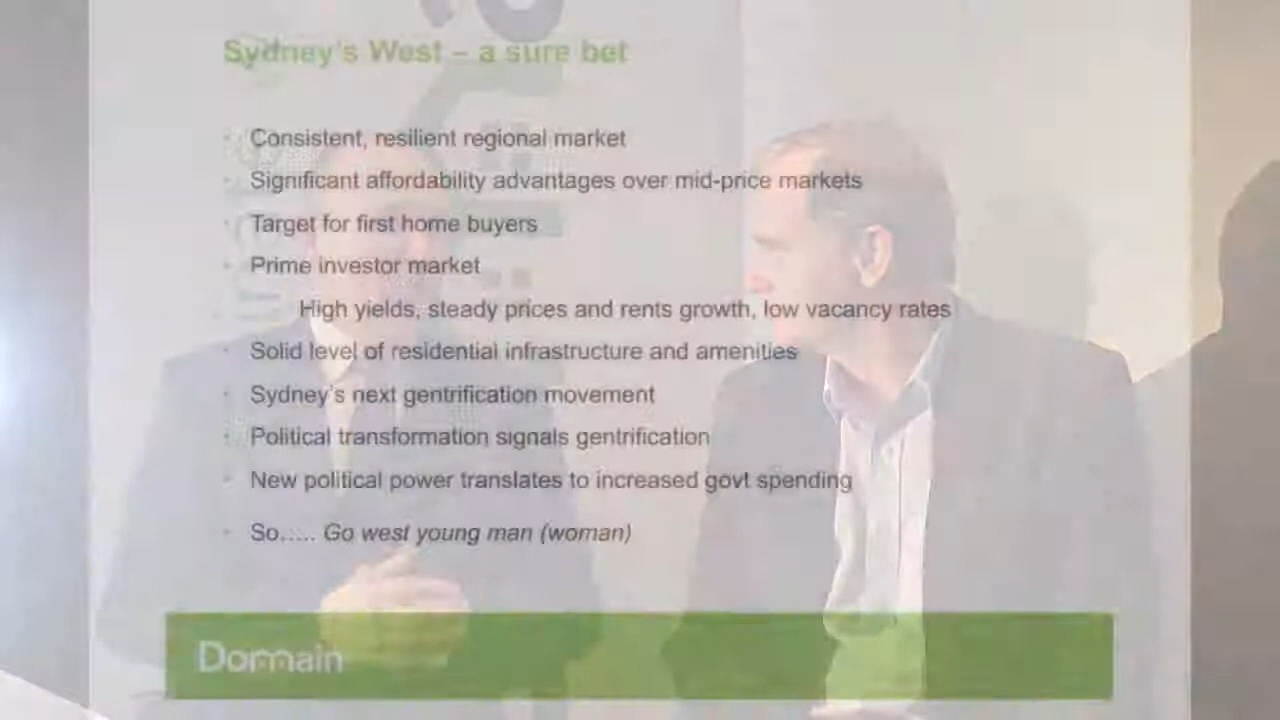 Sydney's West – a sure bet
Consistent, resilient regional market
Significant affordability advantages over mid-price markets
Target for first home buyers
Prime investor market
High yields, steady prices and rents growth, low vacancy rates
Solid level of residential infrastructure and amenities
Sydney's next gentrification movement
Political transformation signals gentrification
New political power translates to increased govt spending
So….. Go west young man (woman)
Domain